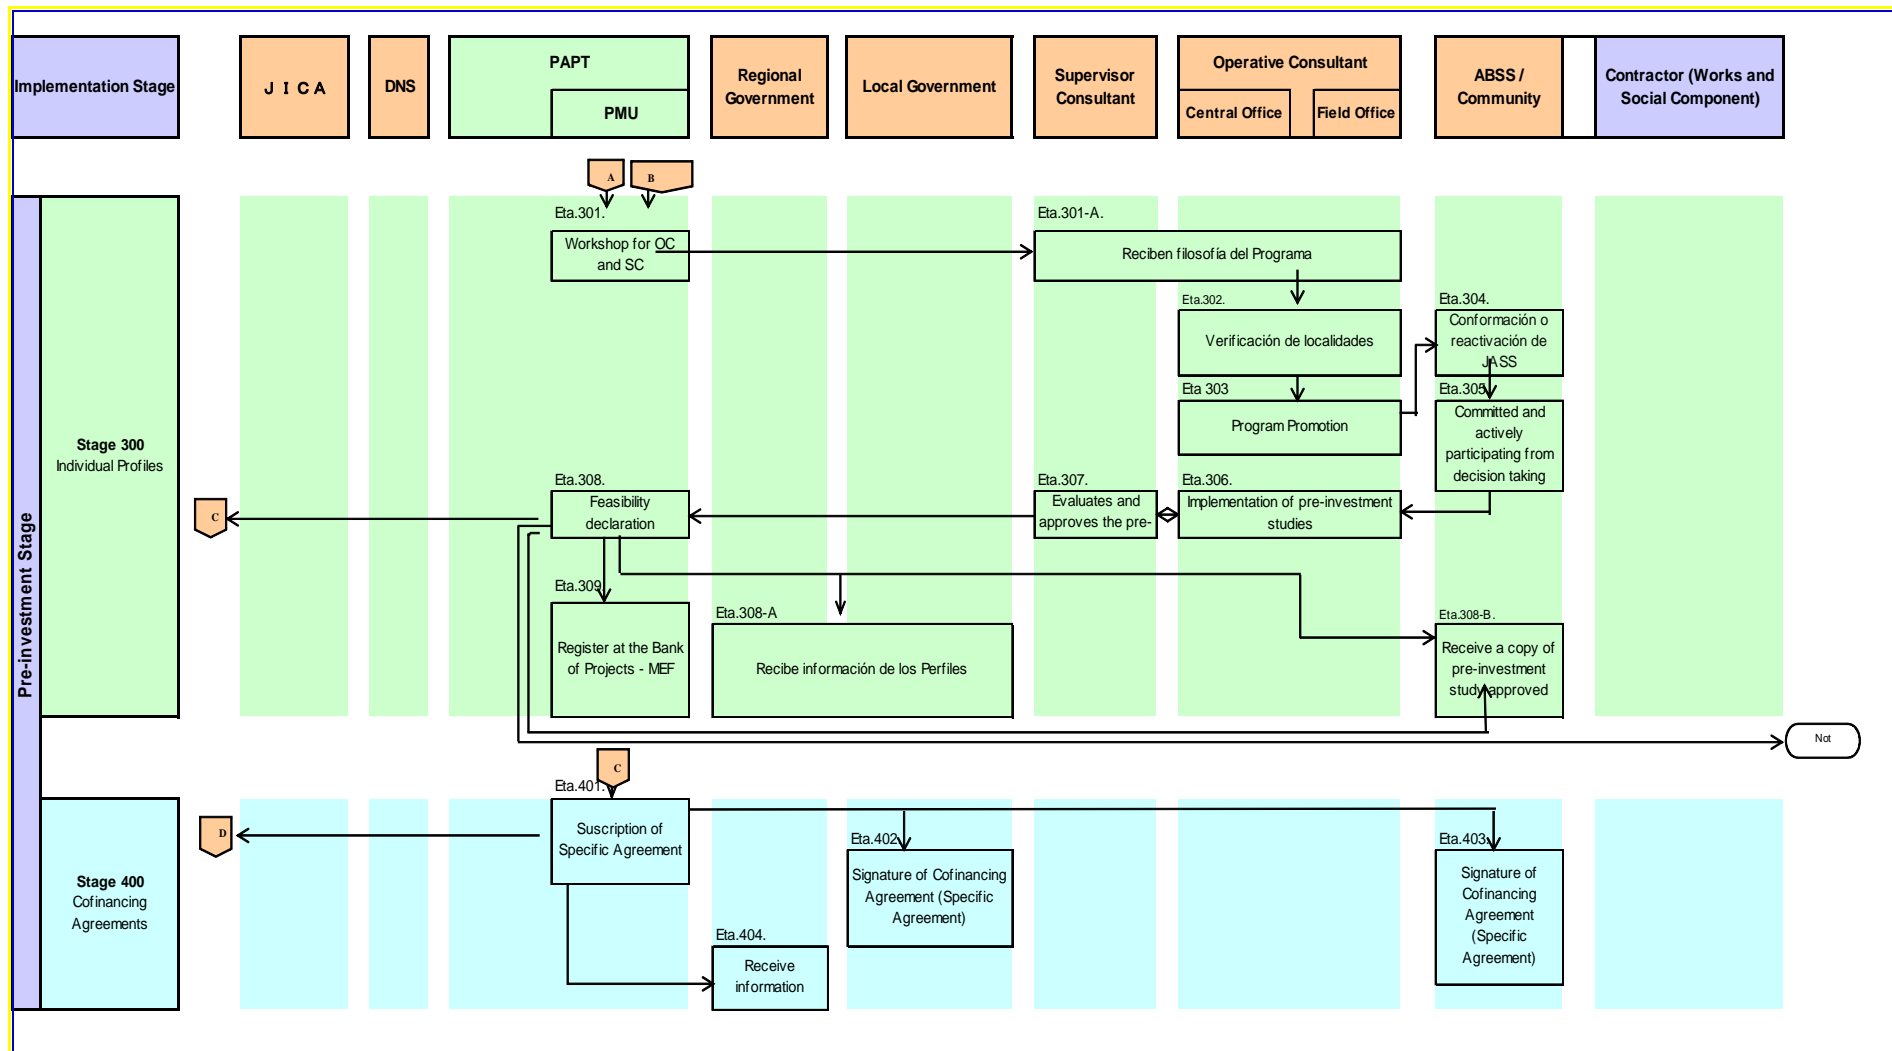 Implementation Stage
J I C A
DNS
PAPT
PMU
Regional
Government
Local Government
Supervisor
Consultant
Operative Consultant
Central Office
Field Office
ABSS /
Community
Contractor (Works and
Social Component)
A
B
Pre-investment Stage
Stage 300
Individual Profiles
Eta.301.
Workshop for OC
and SC
Eta.301-A.
Reciben filosofía del Programa
Eta.302.
Verificación de localidades
Eta.304.
Conformación o
reactivación de
JASS
Eta 303
Program Promotion
Eta.305
Committed and
actively
participating from
decision taking
Eta.308.
Feasibility
declaration
Eta.307.
Evaluates and
approves the pre-
Eta.306.
Implementation of pre-investment
studies
C
Eta.309
Register at the Bank
of Projects - MEF
Eta.308-A
Recibe información de los Perfiles
Eta.308-B.
Receive a copy of
pre-investment
study approved
Not
C
Stage 400
Cofinancing
Agreements
Eta.401.
Suscription of
Specific Agreement
D
Eta.402
Signature of Cofinancing
Agreement (Specific
Agreement)
Eta.403.
Signature of
Cofinancing
Agreement
(Specific
Agreement)
Eta.404.
Receive
information